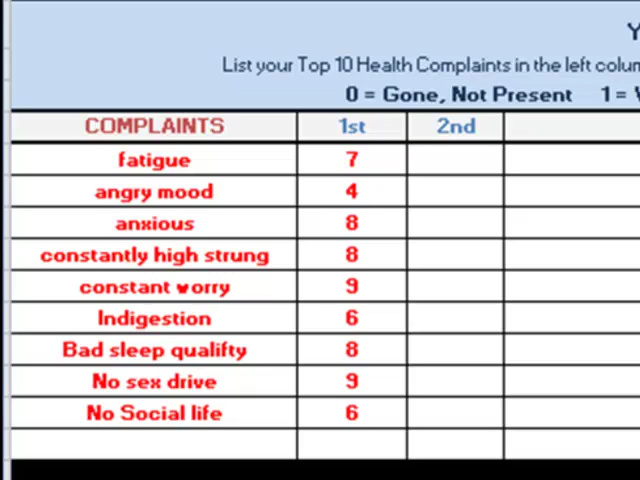 List your Top 10 Health Complaints in the left
0 = Gone, Not Present 1 =
COMPLAINTS 1st 2nd
fatigue 7
angry mood 4
anxious 8
constantly high strung 8
constant worry 9
Indigestion 6
Bad sleep qualifty 8
No sex drive 9
No Social life 6